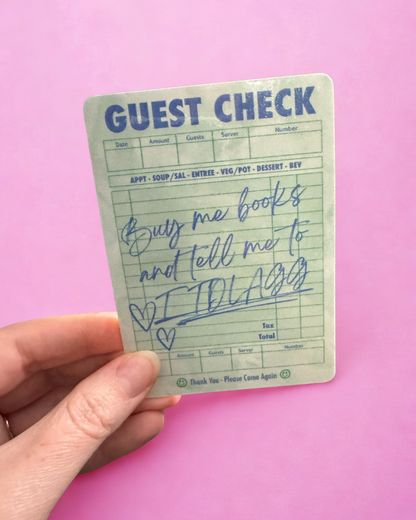 GUEST CHECK
Date Amount Guests Server Number
APPT - SOUP/SAL - ENTREE - VEG/POT - DESSERT - BEV
Buy me books
and tell me to
ITDLAGG
Tax
Total
Amount Guests Server Number
Thank You - Please Come Again